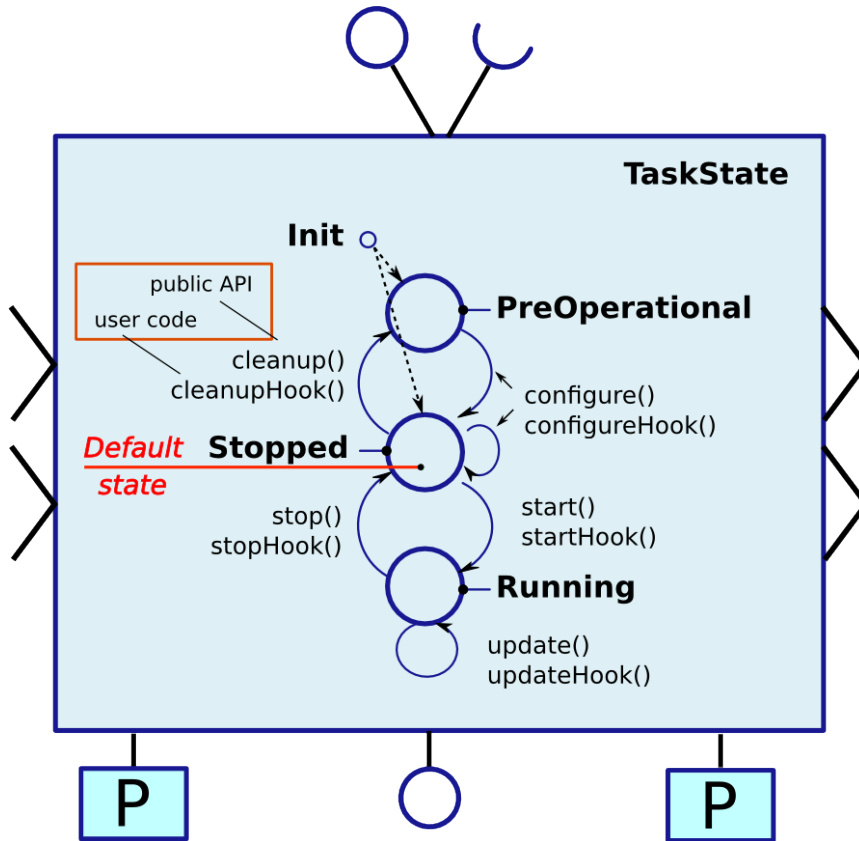 TaskState
Init
public API
user code
PreOperational
cleanup()
cleanupHook()
configure()
configureHook()
Default
state
Stopped
stop()
stopHook()
start()
startHook()
Running
update()
updateHook()
P
P